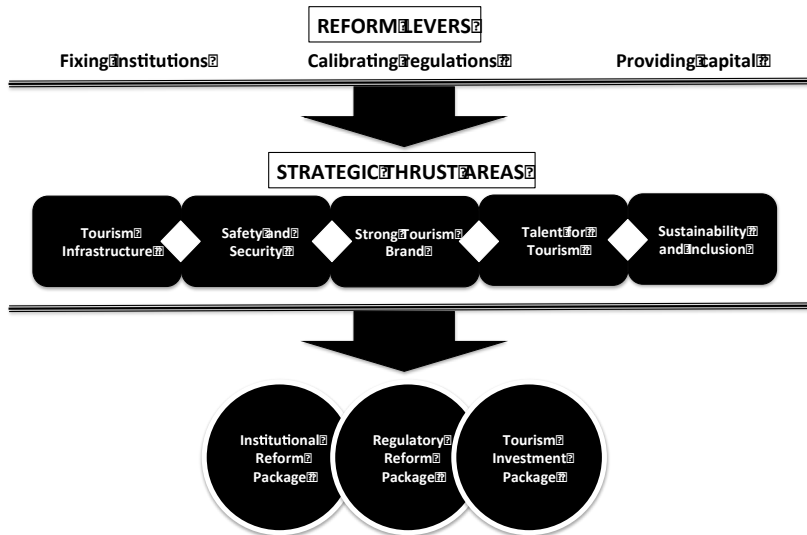 REFORM LEVERS
Fixing institutions
Calibrating regulations
Providing capital
STRATEGIC THRUST AREAS
Tourism
Infrastructure
Safety and
Security
Strong Tourism
Brand
Talent for
Tourism
Sustainability
and Inclusion
Institutional
Reform
Package
Regulatory
Reform
Package
Tourism
Investment
Package